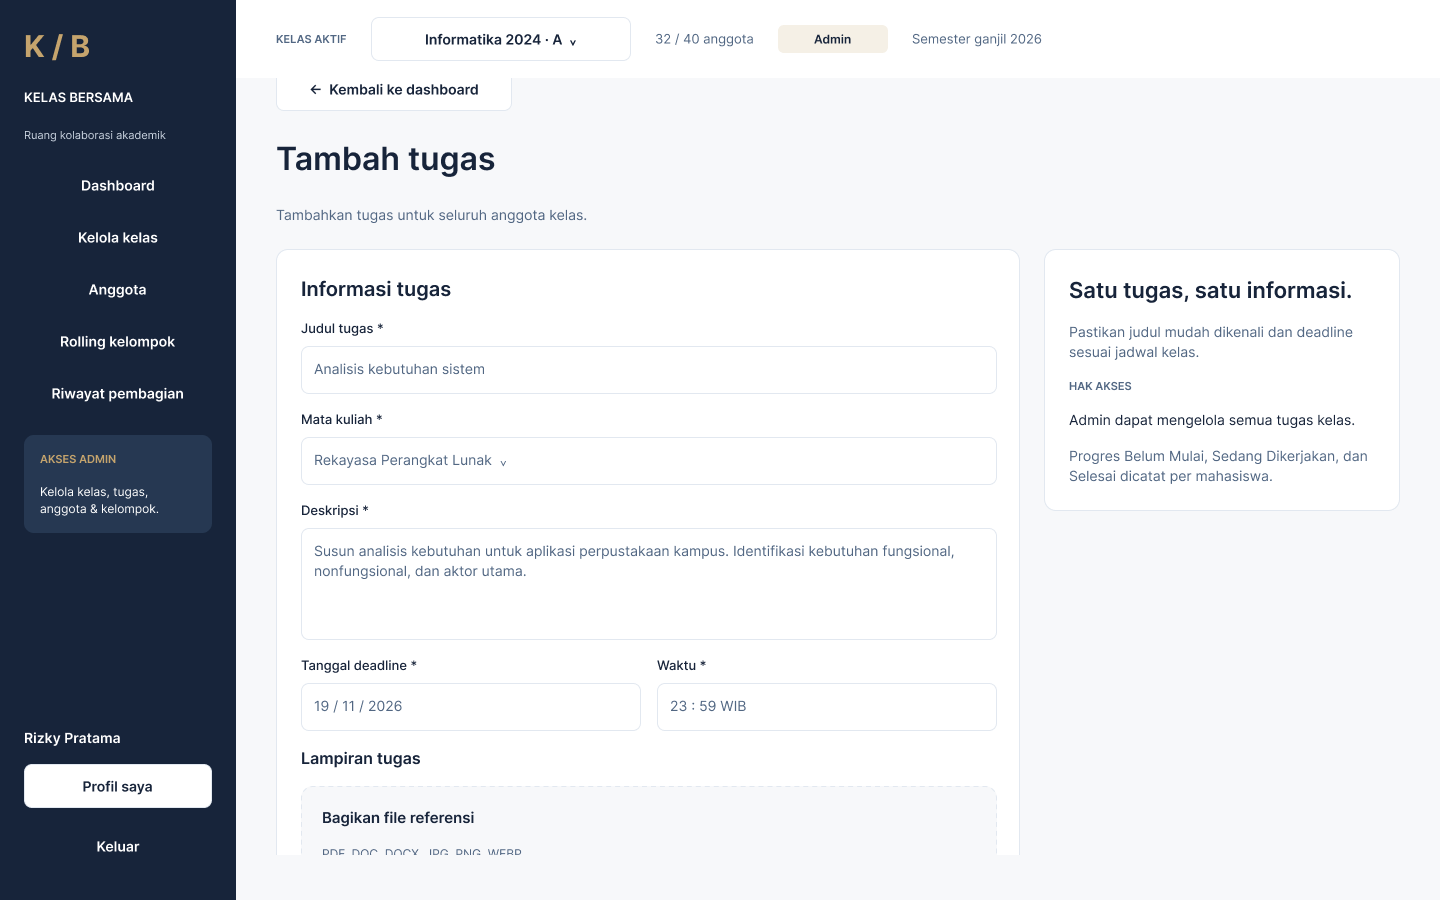 K / B
KELAS BERSAMA
Ruang kolaborasi akademik
Dashboard
Kelola kelas
Anggota
Rolling kelompok
Riwayat pembagian
AKSES ADMIN
Kelola kelas, tugas,
anggota & kelompok.
Rizky Pratama
Profil saya
Keluar
KELAS AKTIF
Informatika 2024 · A
32 / 40 anggota
Admin
Semester ganjil 2026
← Kembali ke dashboard
Tambah tugas
Tambahkan tugas untuk seluruh anggota kelas.
Informasi tugas
Judul tugas *
Analisis kebutuhan sistem
Mata kuliah *
Rekayasa Perangkat Lunak
Deskripsi *
Susun analisis kebutuhan untuk aplikasi perpustakaan kampus. Identifikasi kebutuhan fungsional,
nonfungsional, dan aktor utama.
Tanggal deadline *
19 / 11 / 2026
Waktu *
23 : 59 WIB
Lampiran tugas
Bagikan file referensi
PDF, DOC, DOCX, JPG, PNG, WEBP
Satu tugas, satu informasi.
Pastikan judul mudah dikenali dan deadline
sesuai jadwal kelas.
HAK AKSES
Admin dapat mengelola semua tugas kelas.
Progres Belum Mulai, Sedang Dikerjakan, dan
Selesai dicatat per mahasiswa.